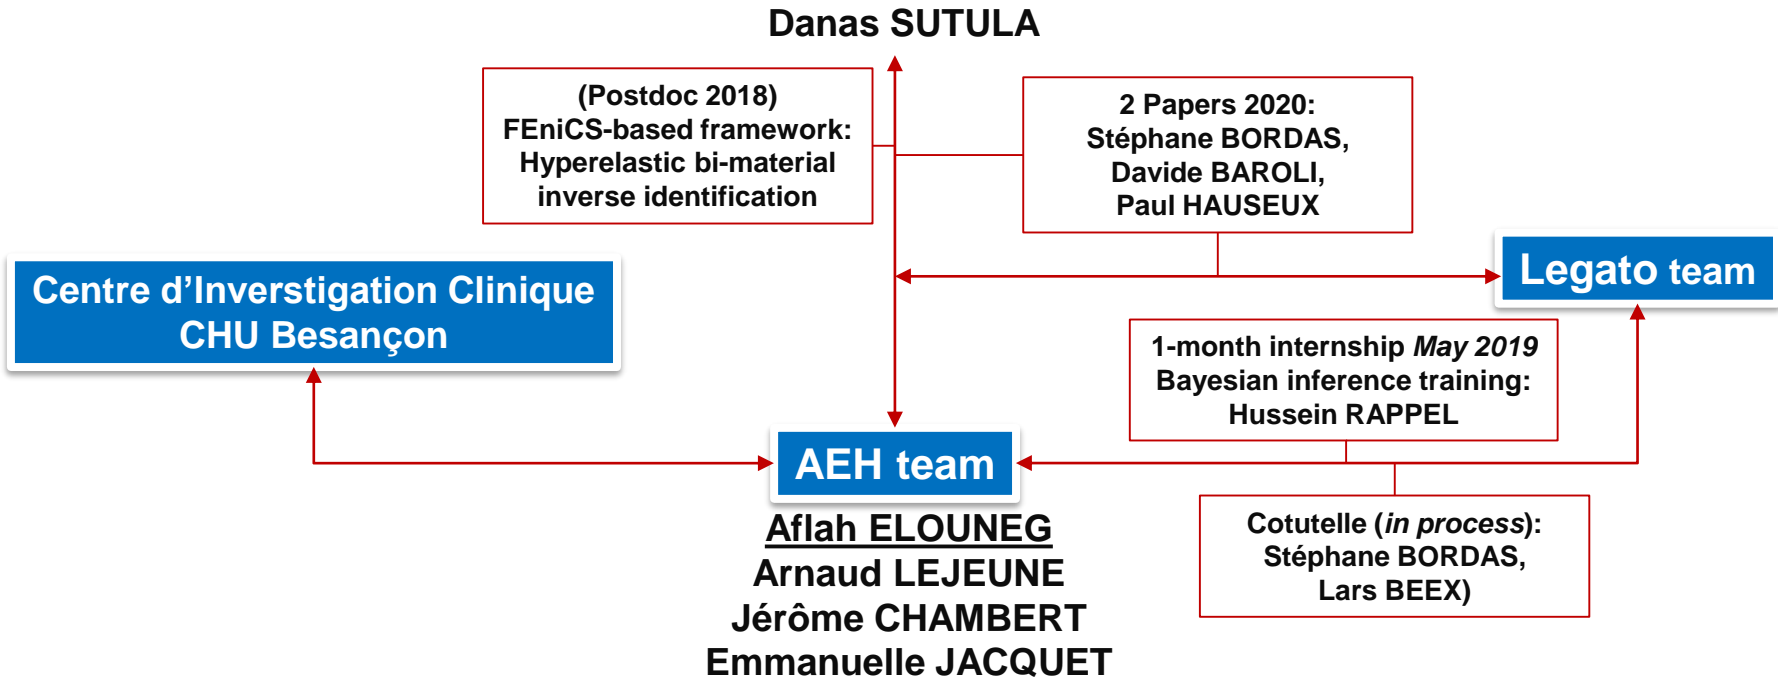 Danas SUTULA
(Postdoc 2018)
FEniCS-based framework:
Hyperelastic bi-material
inverse identification
2 Papers 2020:
Stéphane BORDAS,
Davide BAROLI,
Paul HAUSEUX
Centre d’Inverstigation Clinique
CHU Besançon
Legato team
1-month internship May 2019
Bayesian inference training:
Hussein RAPPEL
AEH team
Aflah ELOUNEG
Arnaud LEJEUNE
Jérôme CHAMBERT
Emmanuelle JACQUET
Cotutelle (in process):
Stéphane BORDAS,
Lars BEEX)